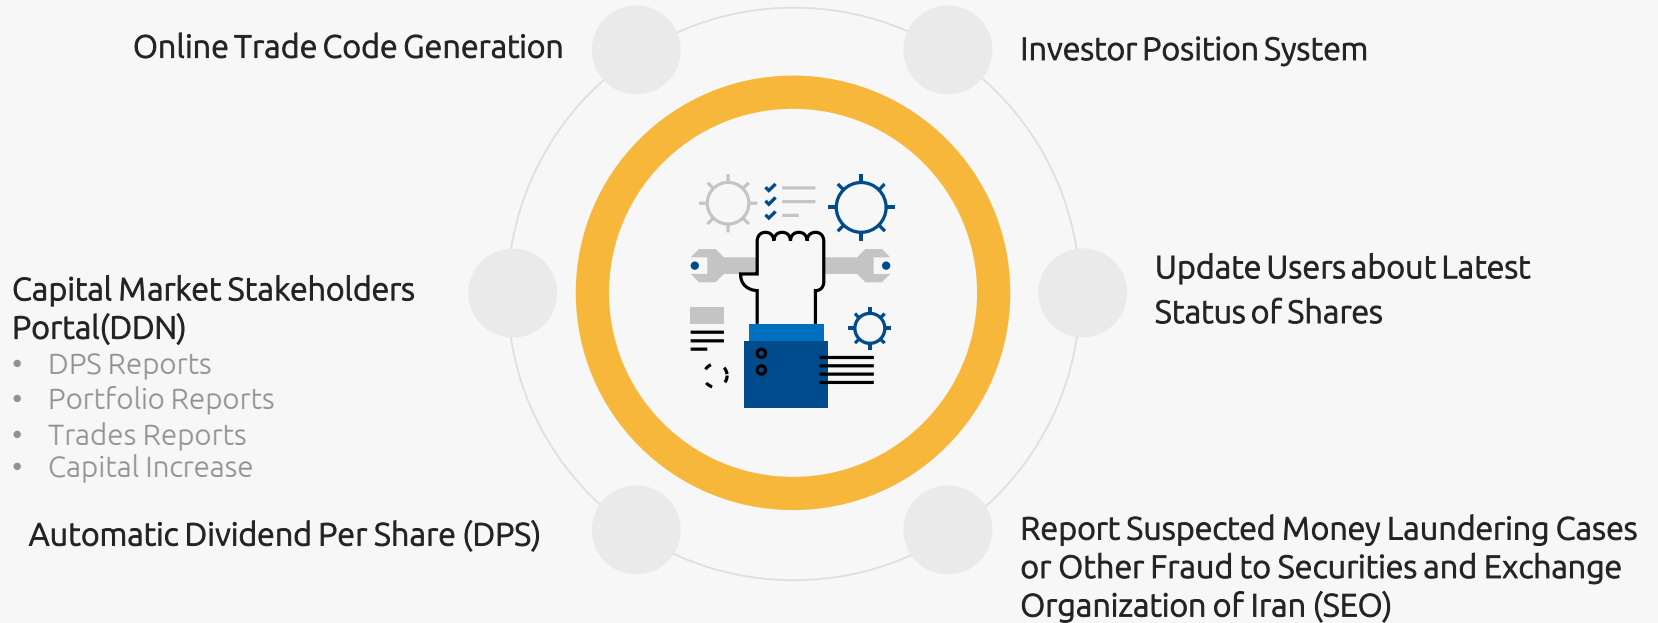 Online Trade Code Generation
Investor Position System
Capital Market Stakeholders
Portal(DDN)
• DPS Reports
• Portfolio Reports
• Trades Reports
• Capital Increase
Update Users about Latest
Status of Shares
Automatic Dividend Per Share (DPS)
Report Suspected Money Laundering Cases
or Other Fraud to Securities and Exchange
Organization of Iran (SEO)